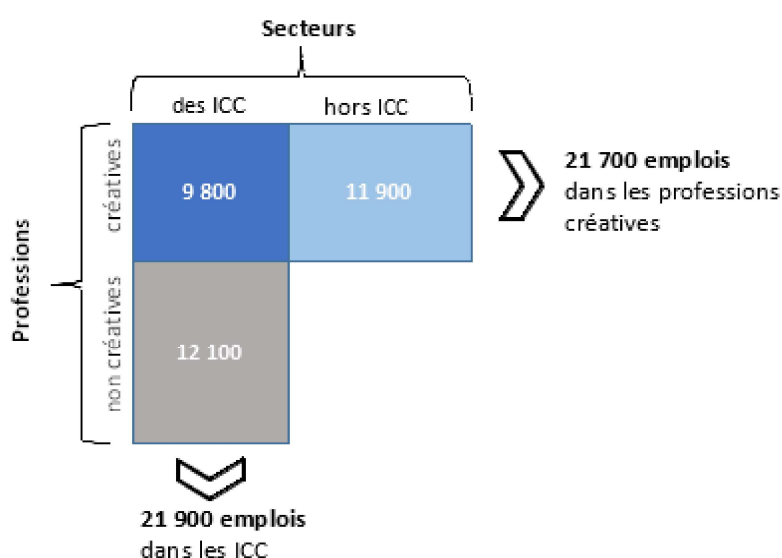 Secteurs
des ICC
hors ICC
Professions
créatives
non créatives
9 800
11 900
12 100
21 700 emplois
dans les professions
créatives
21 900 emplois
dans les ICC